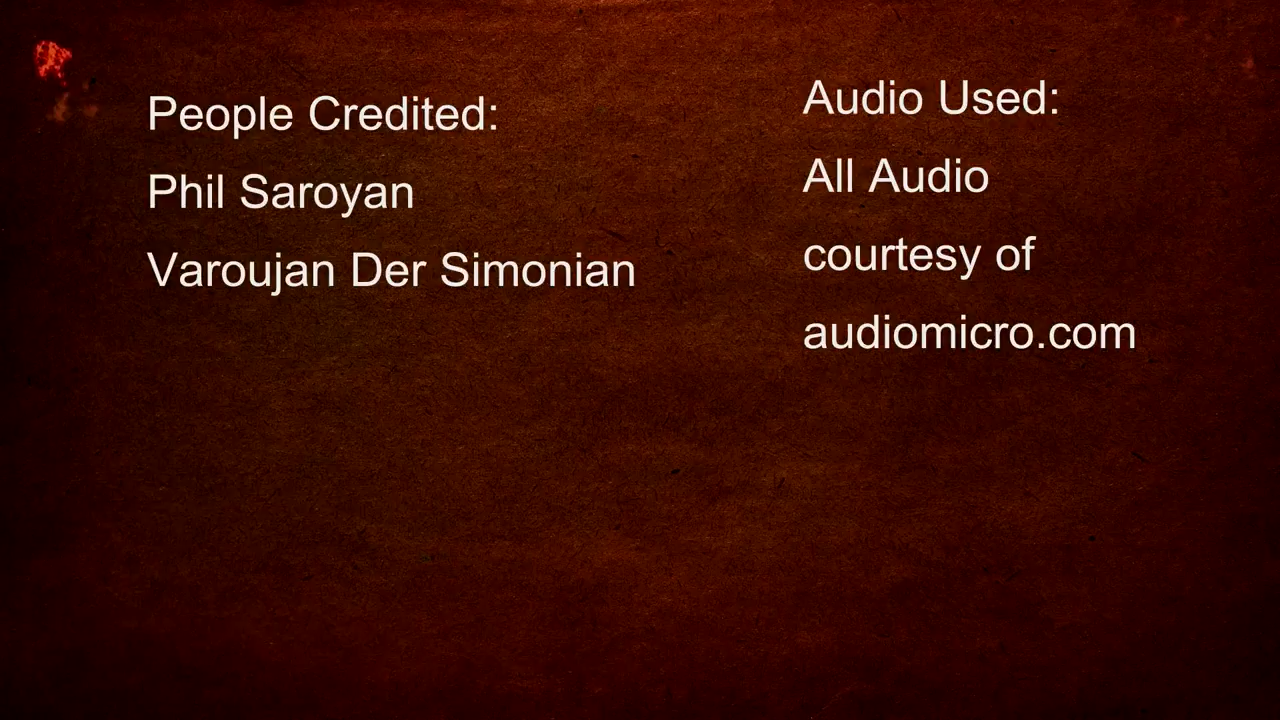 People Credited:
Phil Saroyan
Varoujan Der Simonian
Audio Used:
All Audio
courtesy of
audiomicro.com